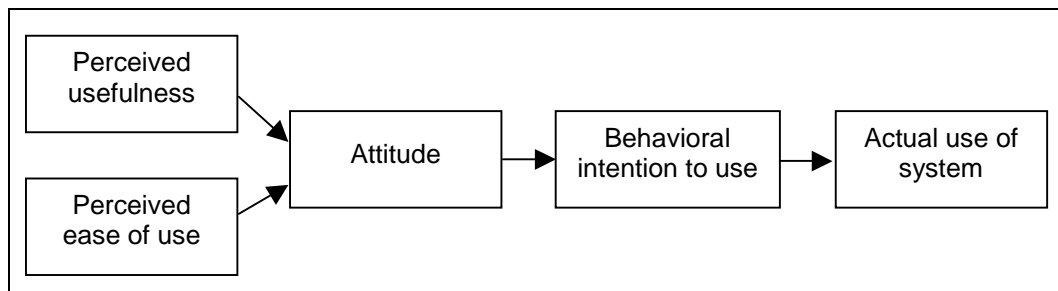 Perceived
usefulness
Perceived
ease of use
Attitude
Behavioral
intention to use
Actual use of
system